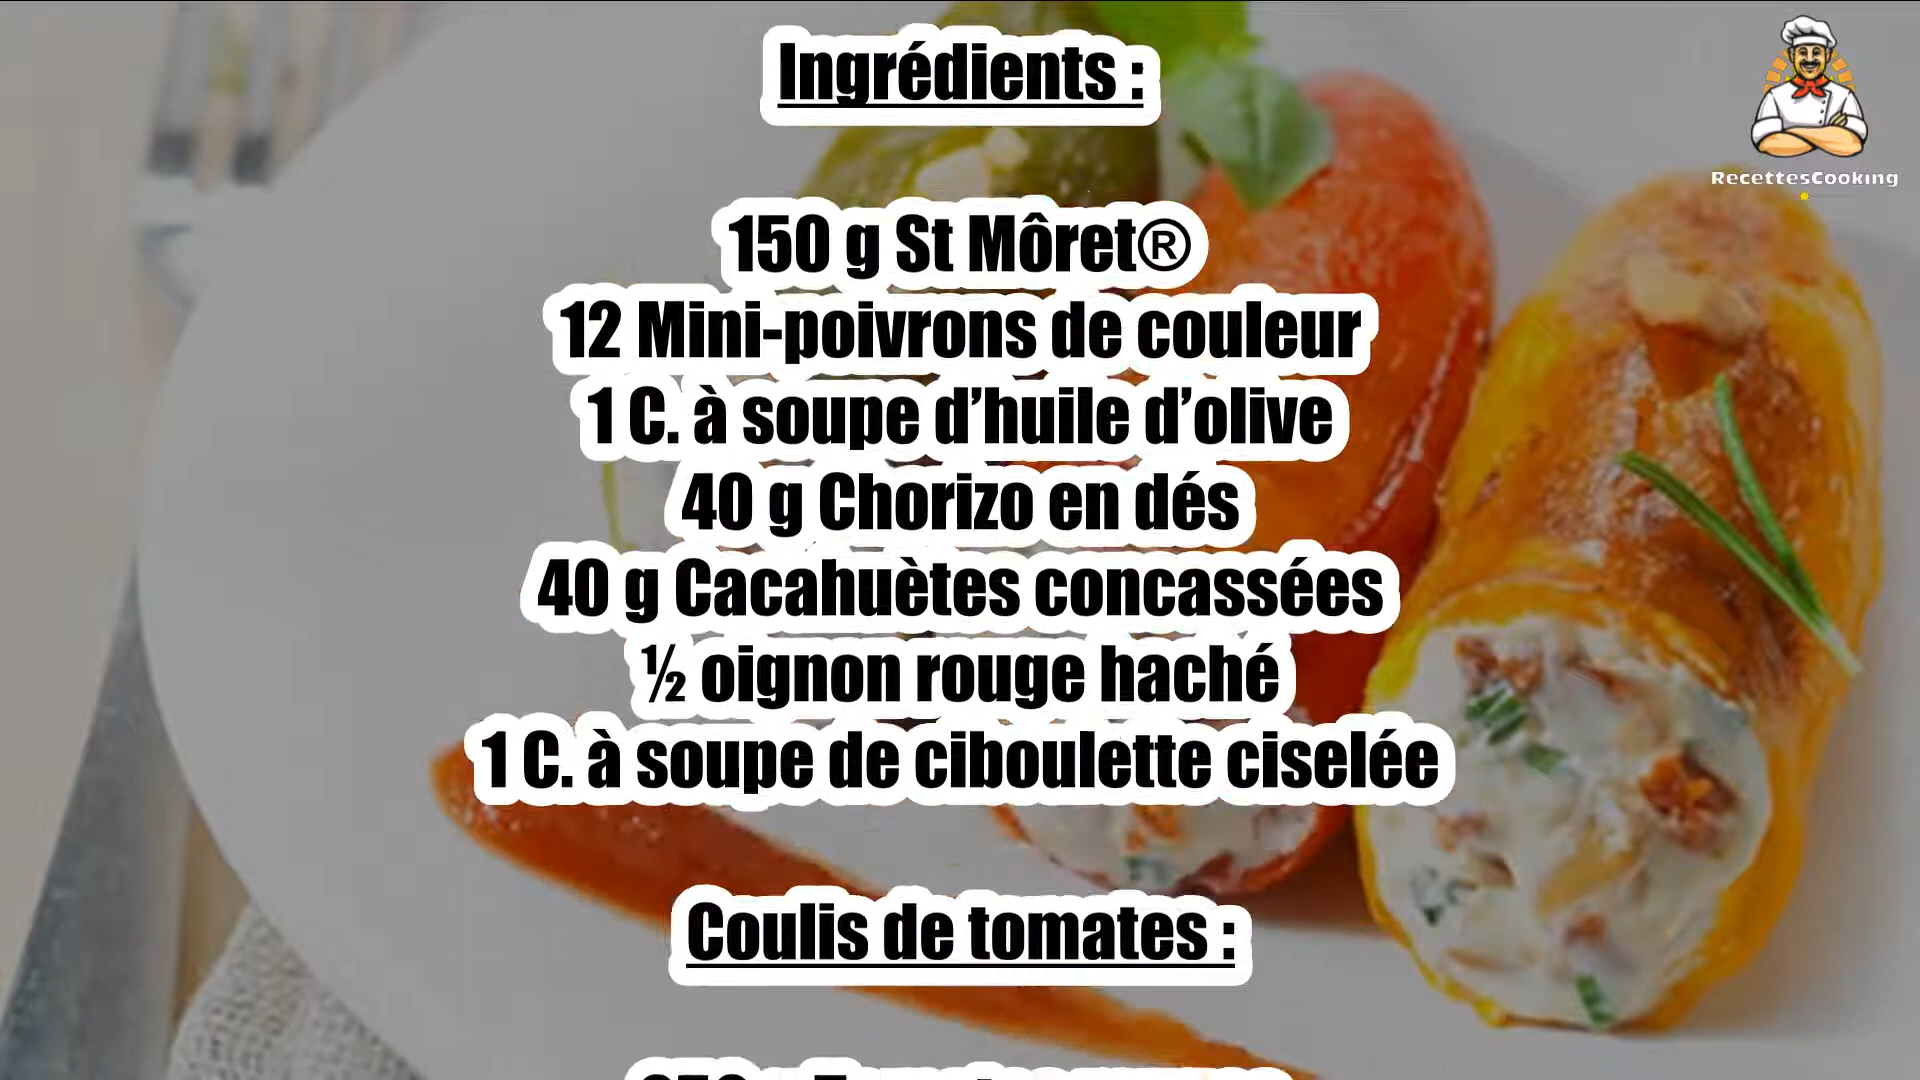 Ingrédients :
RecettesCooking
150 g St Môret®
12 Mini-poivrons de couleur
1 C. à soupe d’huile d’olive
40 g Chorizo en dés
40 g Cacahuètes concassées
½ oignon rouge haché
1 C. à soupe de ciboulette ciselée
Coulis de tomates :